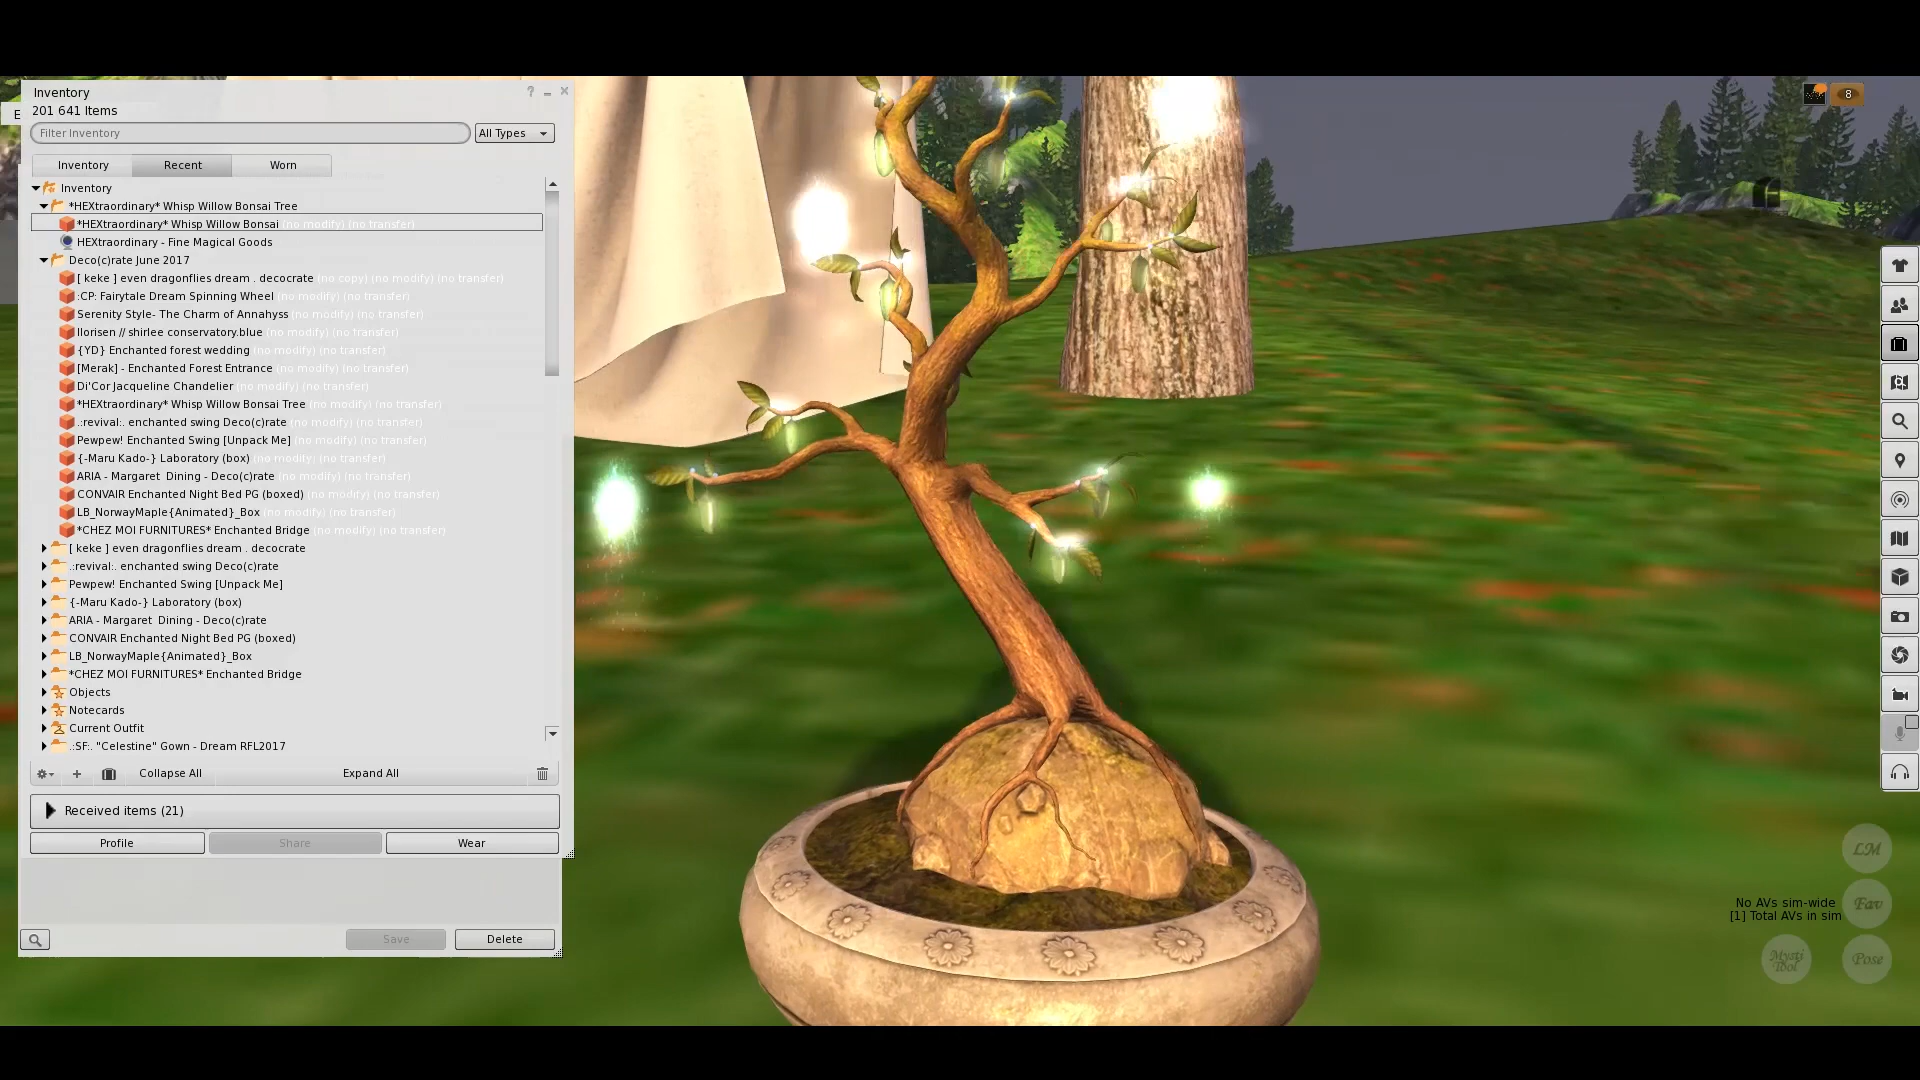 Inventory
201 641 Items
Filter Inventory
All Types
Inventory Recent Worn
Inventory
*HEXtraordinary* Whisp Willow Bonsai Tree
*HEXtraordinary* Whisp Willow Bonsai (no modify) (no transfer)
HEXtraordinary - Fine Magical Goods
Deco(c)rate June 2017
[ keke ] even dragonflies dream . decocrate (no copy) (no modify) (no transfer)
:CP: Fairytale Dream Spinning Wheel (no modify) (no transfer)
Serenity Style- The Charm of Annahyss (no modify) (no transfer)
llorisen // shirlee conservatory.blue (no modify) (no transfer)
{YD} Enchanted forest wedding (no modify) (no transfer)
[Merak] - Enchanted Forest Entrance (no modify) (no transfer)
Di'Cor Jacqueline Chandelier (no modify) (no transfer)
*HEXtraordinary* Whisp Willow Bonsai Tree (no modify) (no transfer)
.:revival:. enchanted swing Deco(c)rate (no modify) (no transfer)
Pewpew! Enchanted Swing [Unpack Me] (no modify) (no transfer)
{-Maru Kado-} Laboratory (box) (no modify) (no transfer)
ARIA - Margaret  Dining - Deco(c)rate (no modify) (no transfer)
CONVAIR Enchanted Night Bed PG (boxed) (no modify) (no transfer)
LB_NorwayMaple{Animated}_Box (no modify) (no transfer)
*CHEZ MOI FURNITURES* Enchanted Bridge (no modify) (no transfer)
[ keke ] even dragonflies dream . decocrate
.:revival:. enchanted swing Deco(c)rate
Pewpew! Enchanted Swing [Unpack Me]
{-Maru Kado-} Laboratory (box)
ARIA - Margaret  Dining - Deco(c)rate
CONVAIR Enchanted Night Bed PG (boxed)
LB_NorwayMaple{Animated}_Box
*CHEZ MOI FURNITURES* Enchanted Bridge
Objects
Notecards
Current Outfit
.:SF:. "Celestine" Gown - Dream RFL2017
Collapse All Expand All
Received items (21)
Profile Share Wear
Save Delete
8
LM
No AVs sim-wide
[1] Total AVs in sim
Fav
Mysti
Tool
Pose